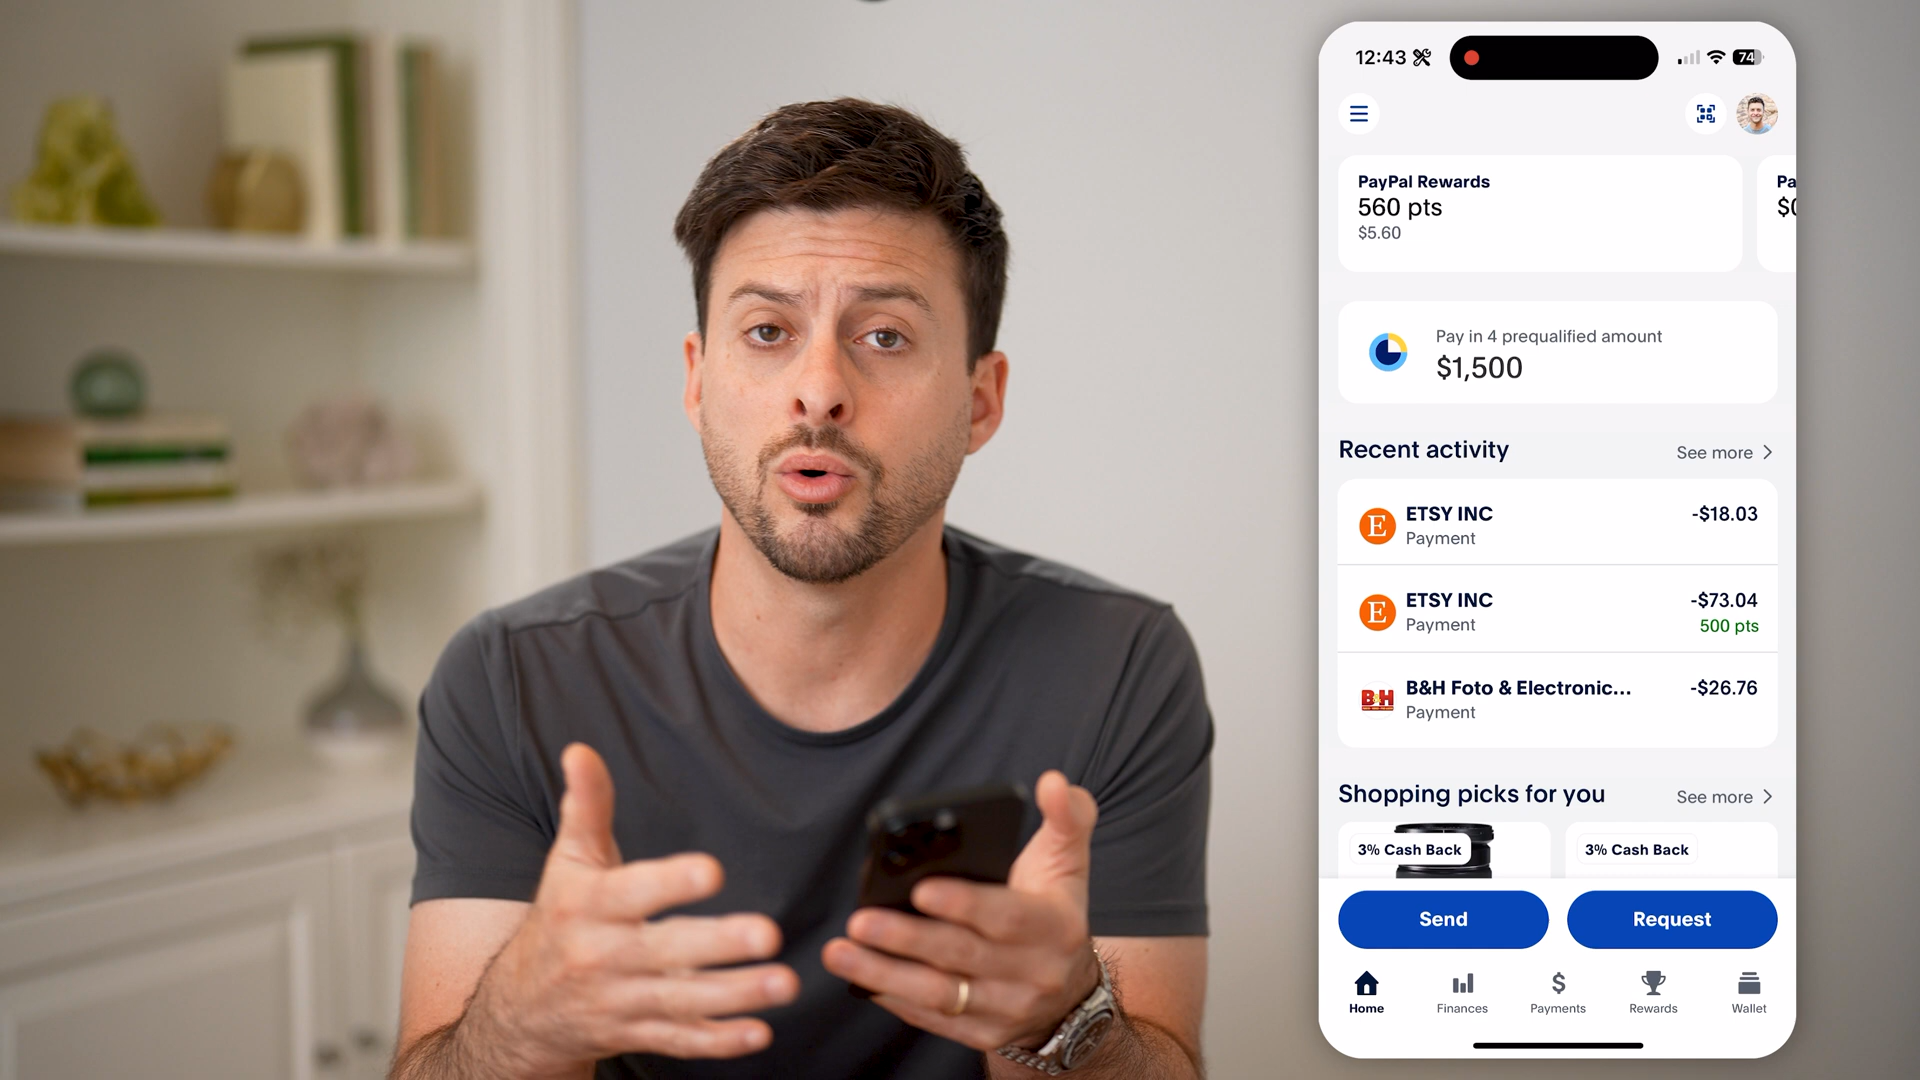 12:43
74
PayPal Rewards
560 pts
$5.60
Pa
$0
Pay in 4 prequalified amount
$1,500
Recent activity
See more
E
ETSY INC
-$18.03
Payment
E
ETSY INC
-$73.04
Payment
500 pts
B&H
B&H Foto & Electronic...
-$26.76
Payment
Shopping picks for you
See more
3% Cash Back
3% Cash Back
Send
Request
Home
Finances
$
Payments
Rewards
Wallet